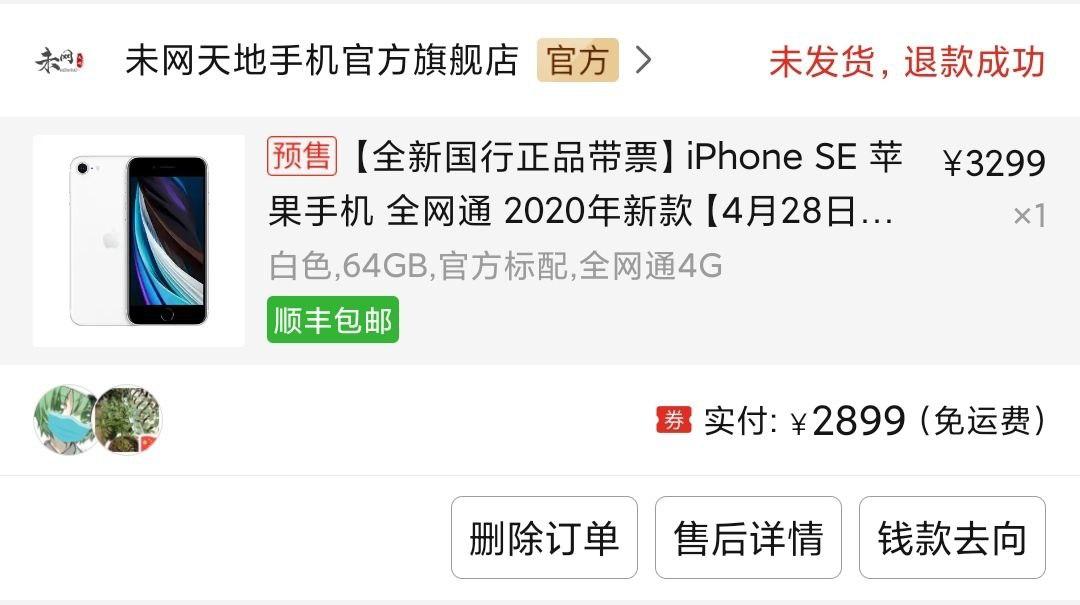 未网天地手机官方旗舰店 官方 >
未发货，退款成功
预售【全新国行正品带票】iPhone SE 苹
果手机 全网通 2020年新款【4月28日...
¥3299
×1
白色,64GB,官方标配,全网通4G
顺丰包邮
券 实付: ¥2899 (免运费)
删除订单 售后详情 钱款去向